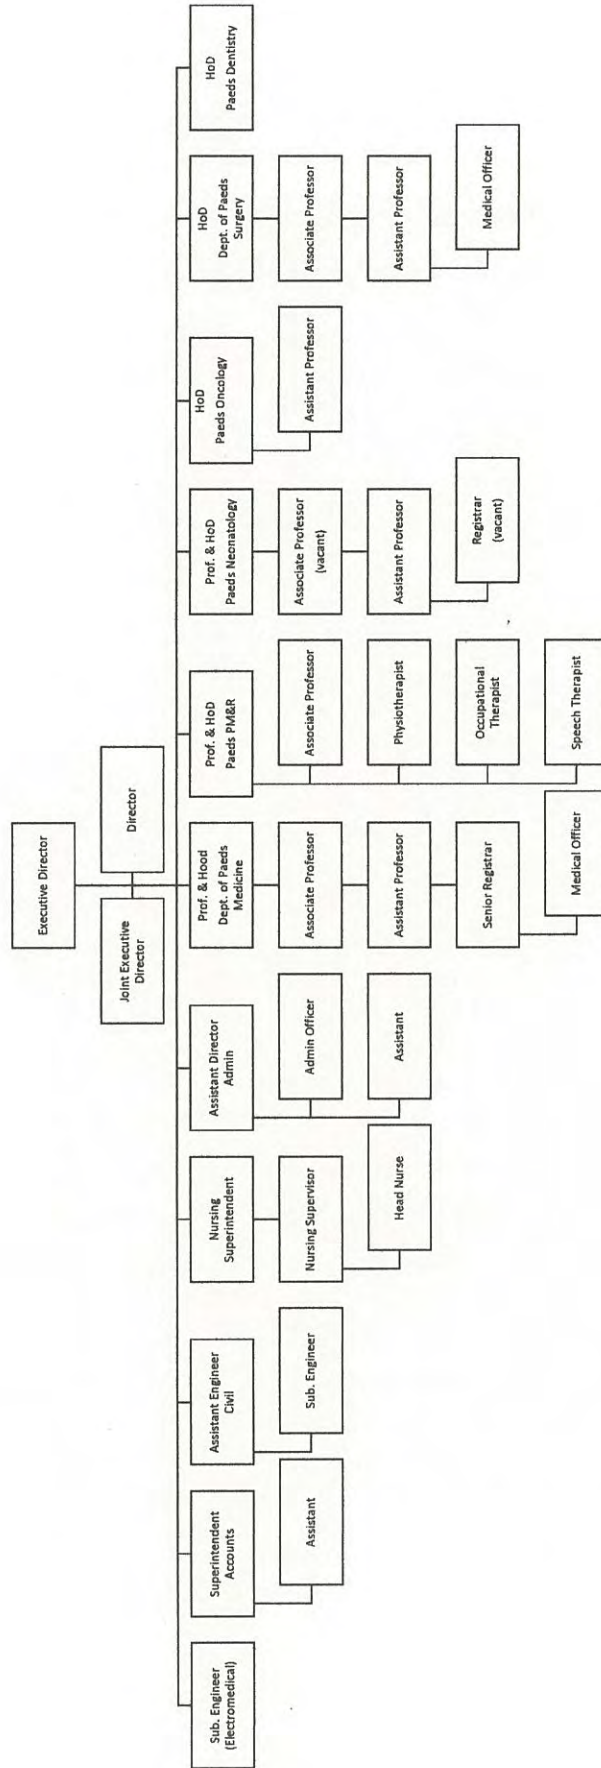 Executive Director
Joint Executive
Director
Director
Sub. Engineer
(Electromedical)
Superintendent
Accounts
Assistant
Assistant Engineer
Civil
Sub. Engineer
Nursing
Superintendent
Nursing Supervisor
Head Nurse
Assistant Director
Admin
Admin Officer
Assistant
Prof. & Hood
Dept. of Paeds
Medicine
Associate Professor
Assistant Professor
Senior Registrar
Medical Officer
Prof. & HoD
Paeds PM&R
Associate Professor
Physiotherapist
Occupational
Therapist
Speech Therapist
Prof. & HoD
Paeds Neonatology
Associate Professor
(vacant)
Assistant Professor
Registrar
(vacant)
HoD
Paeds Oncology
Assistant Professor
HoD
Dept. of Paeds
Surgery
Associate Professor
Assistant Professor
Medical Officer
HoD
Paeds Dentistry